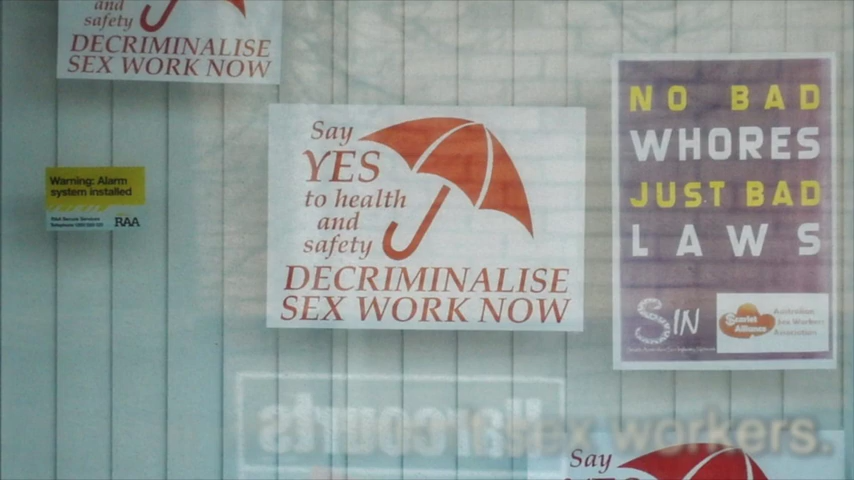 and
safety
DECRIMINALISE
SEX WORK NOW
Warning: Alarm
system installed
RAA
Say
YES
to health
and
safety
DECRIMINALISE
SEX WORK NOW
NO BAD
WHORES
JUST BAD
LAWS
SIN
Scarlet
Alliance
Australian
Sex Workers
Association
Harcourts
sex workers.
Say
YES